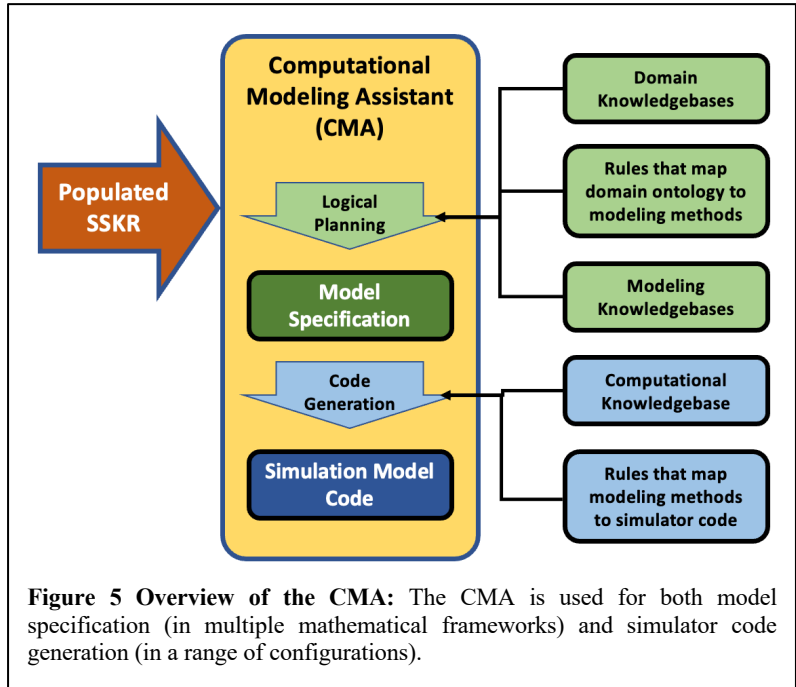 Computational
Modeling Assistant
(CMA)
Populated
SSKR
Logical
Planning
Model
Specification
Code
Generation
Simulation Model
Code
Domain
Knowledgebases
Rules that map
domain ontology to
modeling methods
Modeling
Knowledgebases
Computational
Knowledgebase
Rules that map
modeling methods
to simulator code
Figure 5 Overview of the CMA: The CMA is used for both model
specification (in multiple mathematical frameworks) and simulator code
generation (in a range of configurations).